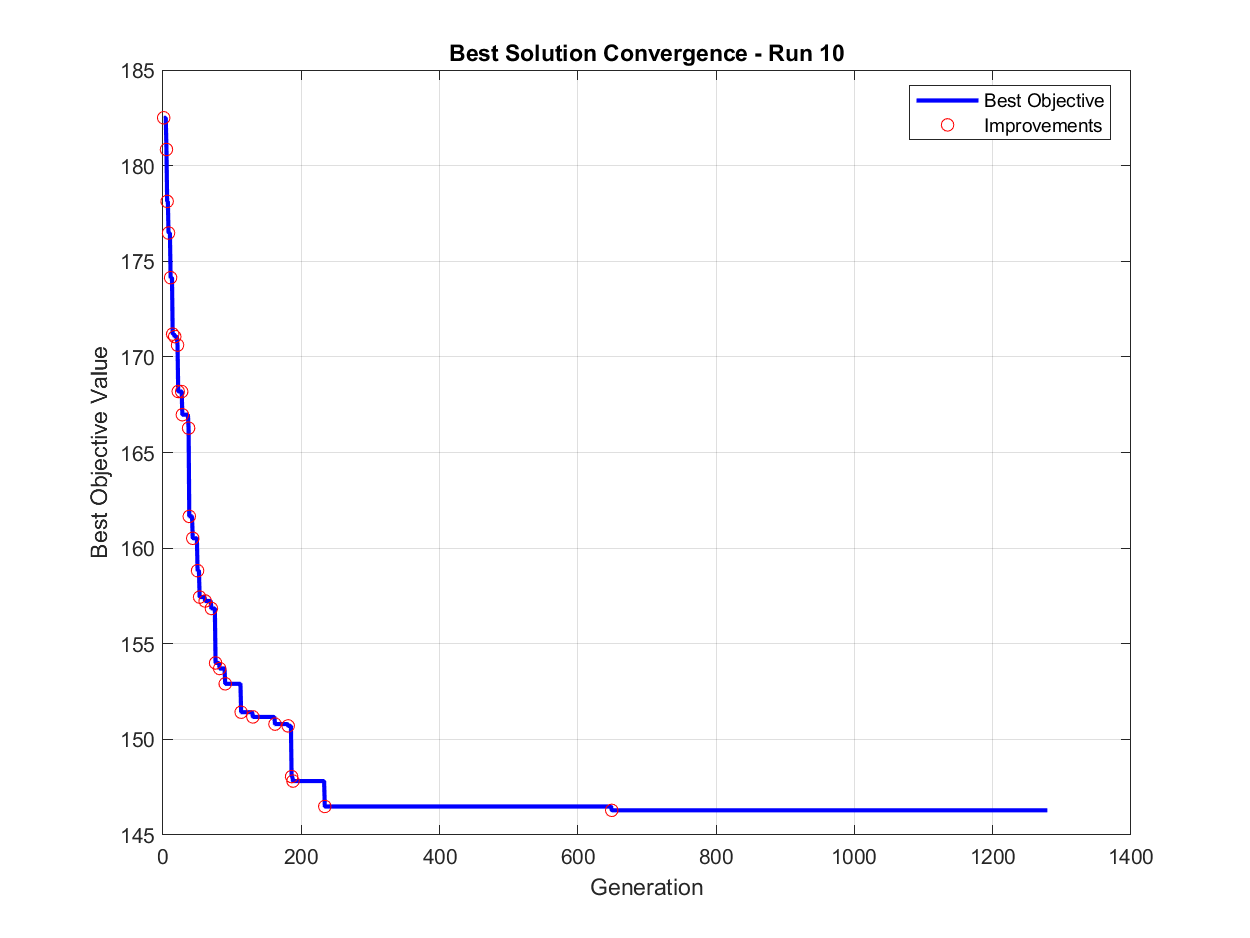 Best Solution Convergence - Run 10
Best Objective
Improvements
Best Objective Value
185
180
175
170
165
160
155
150
145
0 200 400 600 800 1000 1200 1400
Generation